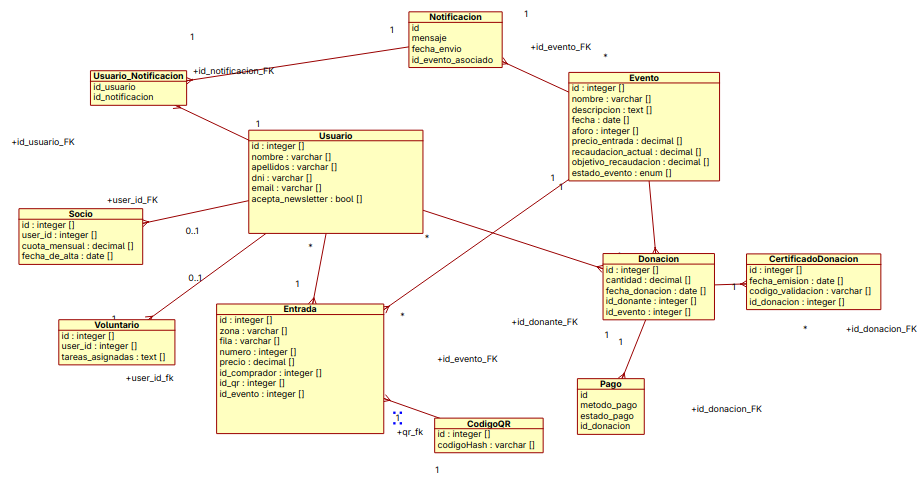 Notificacion
id
mensaje
fecha_envio
id_evento_asociado
1
1
1
+id_evento_FK
*
Usuario_Notificacion
id_usuario
id_notificacion
+id_notificacion_FK
Evento
id : integer []
nombre : varchar []
descripcion : text []
fecha : date []
aforo : integer []
precio_entrada : decimal []
recaudacion_actual : decimal []
objetivo_recaudacion : decimal []
estado_evento : enum []
+id_usuario_FK
1
Usuario
id : integer []
nombre : varchar []
apellidos : varchar []
dni : varchar []
email : varchar []
acepta_newsletter : bool []
1
1
+user_id_FK
Socio
id : integer []
user_id : integer []
cuota_mensual : decimal []
fecha_de_alta : date []
0..1
*
*
0..1
1
Donacion
id : integer []
cantidad : decimal []
fecha_donacion : date []
id_donante : integer []
id_evento : integer []
1
CertificadoDonacion
id : integer []
fecha_emision : date []
codigo_validacion : varchar []
id_donacion : integer []
1
Voluntario
id : integer []
user_id : integer []
tareas_asignadas : text []
+user_id_fk
Entrada
id : integer []
zona : varchar []
fila : varchar []
numero : integer []
precio : decimal []
id_comprador : integer []
id_qr : integer []
id_evento : integer []
*
+id_donante_FK
1
1
*
+id_donacion_FK
+id_evento_FK
Pago
id
metodo_pago
estado_pago
id_donacion
+id_donacion_FK
1
+qr_fk
CodigoQR
id : integer []
codigoHash : varchar []
1